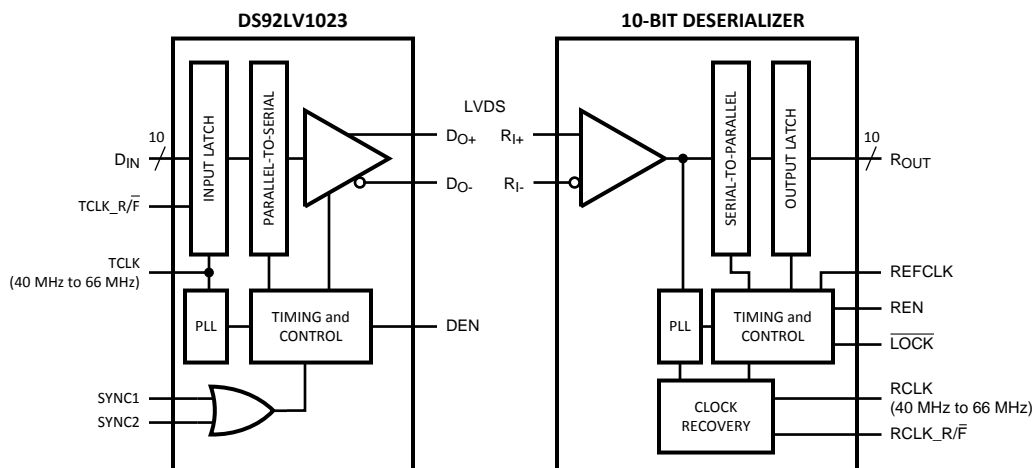 DS92LV1023
10-BIT DESERIALIZER
INPUT LATCH
PARALLEL-TO-SERIAL
10
DIN
TCLK_R/F̅
TCLK
(40 MHz to 66 MHz)
PLL
TIMING and
CONTROL
SYNC1
SYNC2
LVDS
DO+
DO-
DEN
RI+
RI-
SERIAL-TO-PARALLEL
OUTPUT LATCH
10
ROUT
PLL
TIMING and
CONTROL
CLOCK
RECOVERY
REFCLK
REN
L̅O̅C̅K̅
RCLK
(40 MHz to 66 MHz)
RCLK_R/F̅